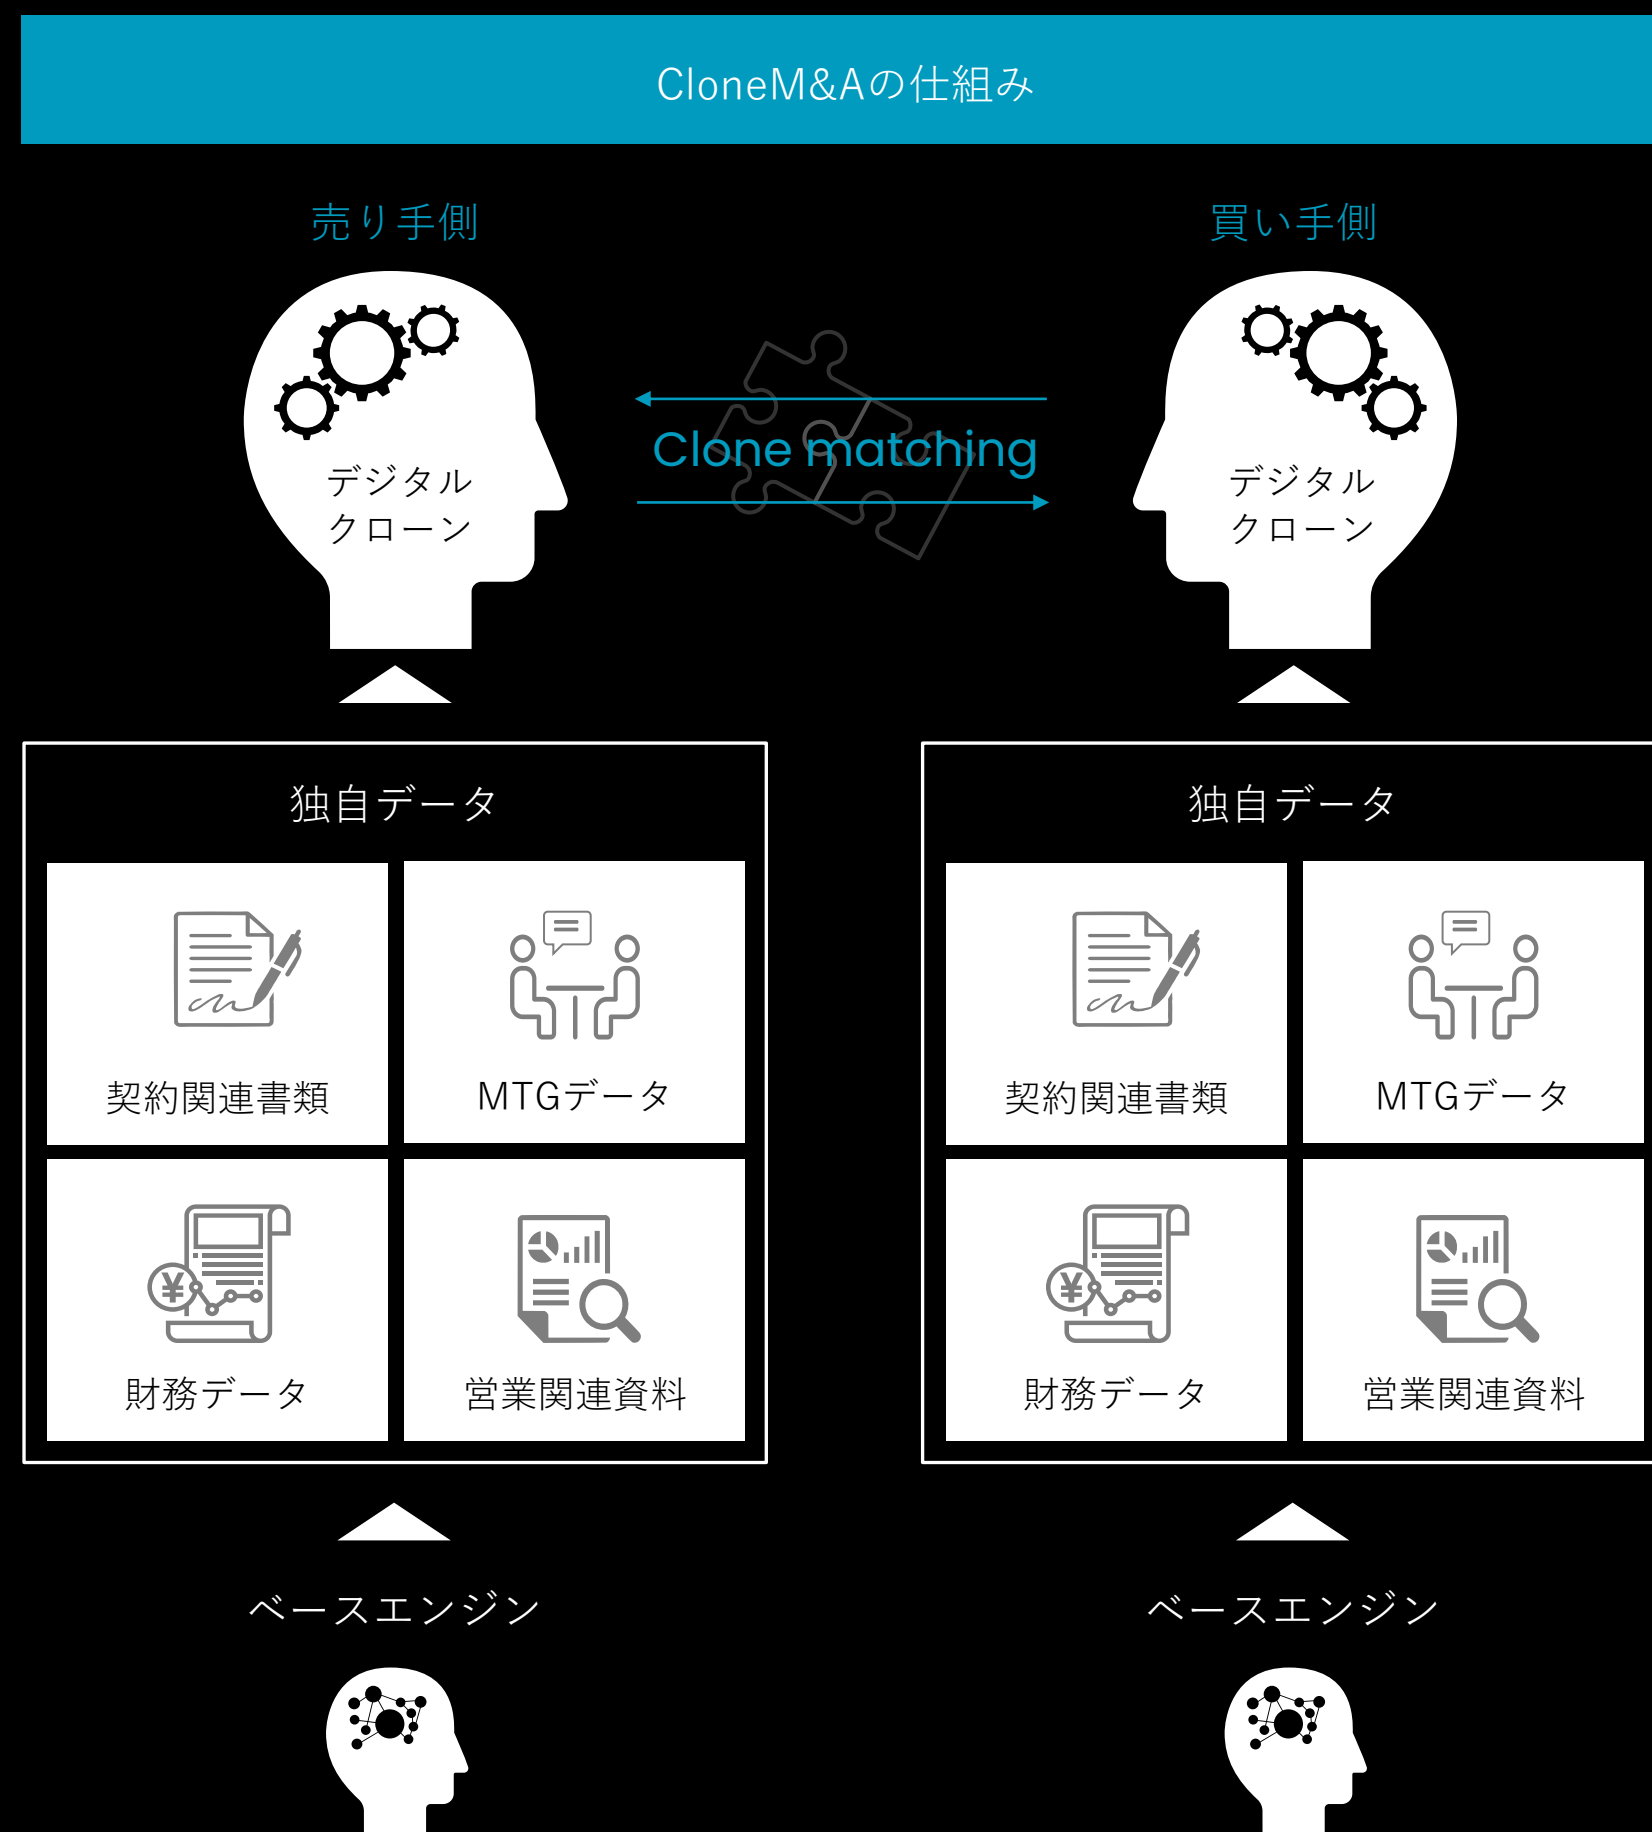 CloneM&Aの仕組み
売り手側
買い手側
Clone matching
デジタル
クローン
デジタル
クローン
独自データ
契約関連書類
MTGデータ
財務データ
営業関連資料
独自データ
契約関連書類
MTGデータ
財務データ
営業関連資料
ベースエンジン
ベースエンジン